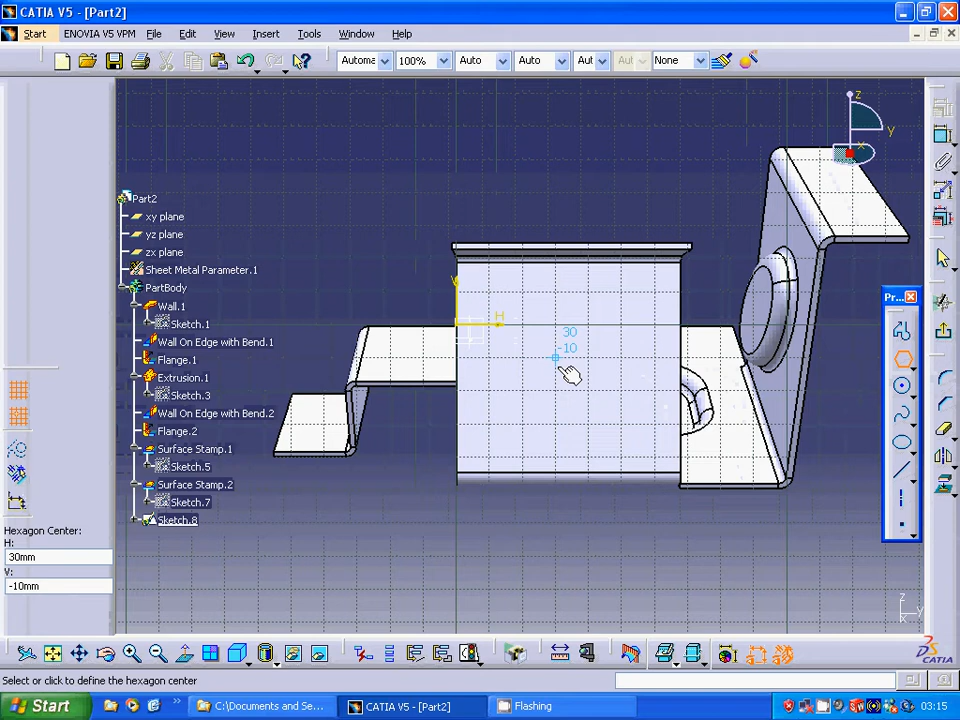 CATIA V5 - [Part2]
Start ENOVIA V5 VPM File Edit View Insert Tools Window Help
Automa 100% Auto Auto Aut Aut None
z
y
x
Part2
xy plane
yz plane
zx plane
Sheet Metal Parameter.1
PartBody
Wall.1
Sketch.1
Wall On Edge with Bend.1
Flange.1
Extrusion.1
Sketch.3
Wall On Edge with Bend.2
Flange.2
Surface Stamp.1
Sketch.5
Surface Stamp.2
Sketch.7
Sketch.8
V
H
30
-10
Pr...
Hexagon Center:
H:
30mm
V:
-10mm
z
y
x
CATIA
Select or click to define the hexagon center
Start C:\Documents and Se... CATIA V5 - [Part2] Flashing 03:15